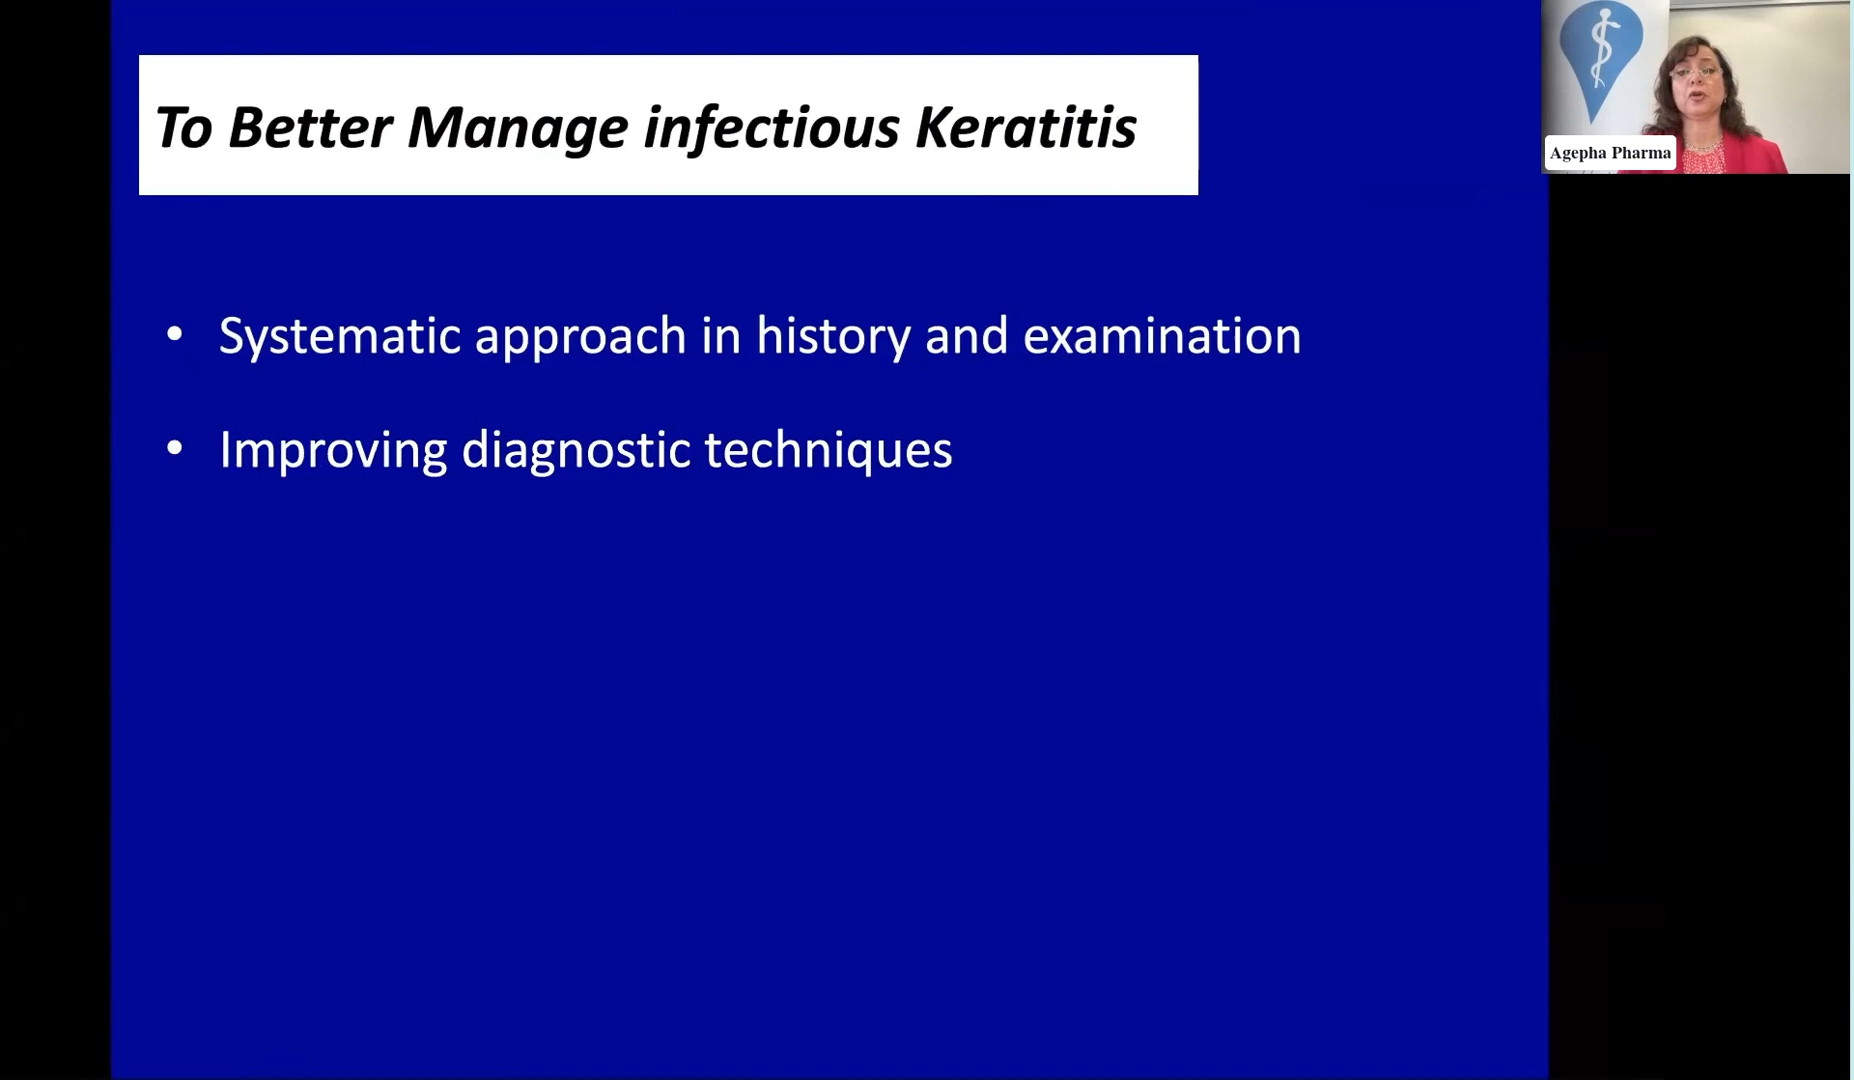 To Better Manage infectious Keratitis
• Systematic approach in history and examination
• Improving diagnostic techniques
Agepha Pharma